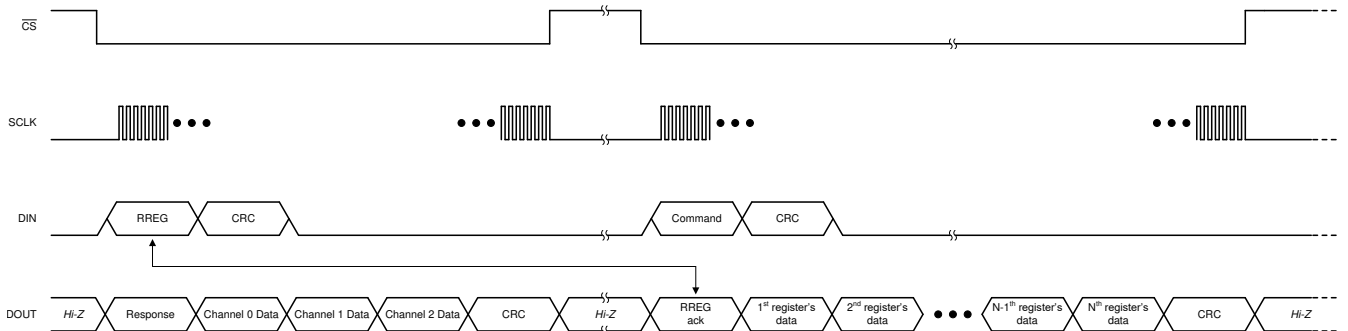 CS
SCLK
DIN
RREG
CRC
Command
CRC
DOUT
Hi-Z
Response
Channel 0 Data
Channel 1 Data
Channel 2 Data
CRC
Hi-Z
RREG
ack
1st register's
data
2nd register's
data
N-1th register's
data
Nth register's
data
CRC
Hi-Z